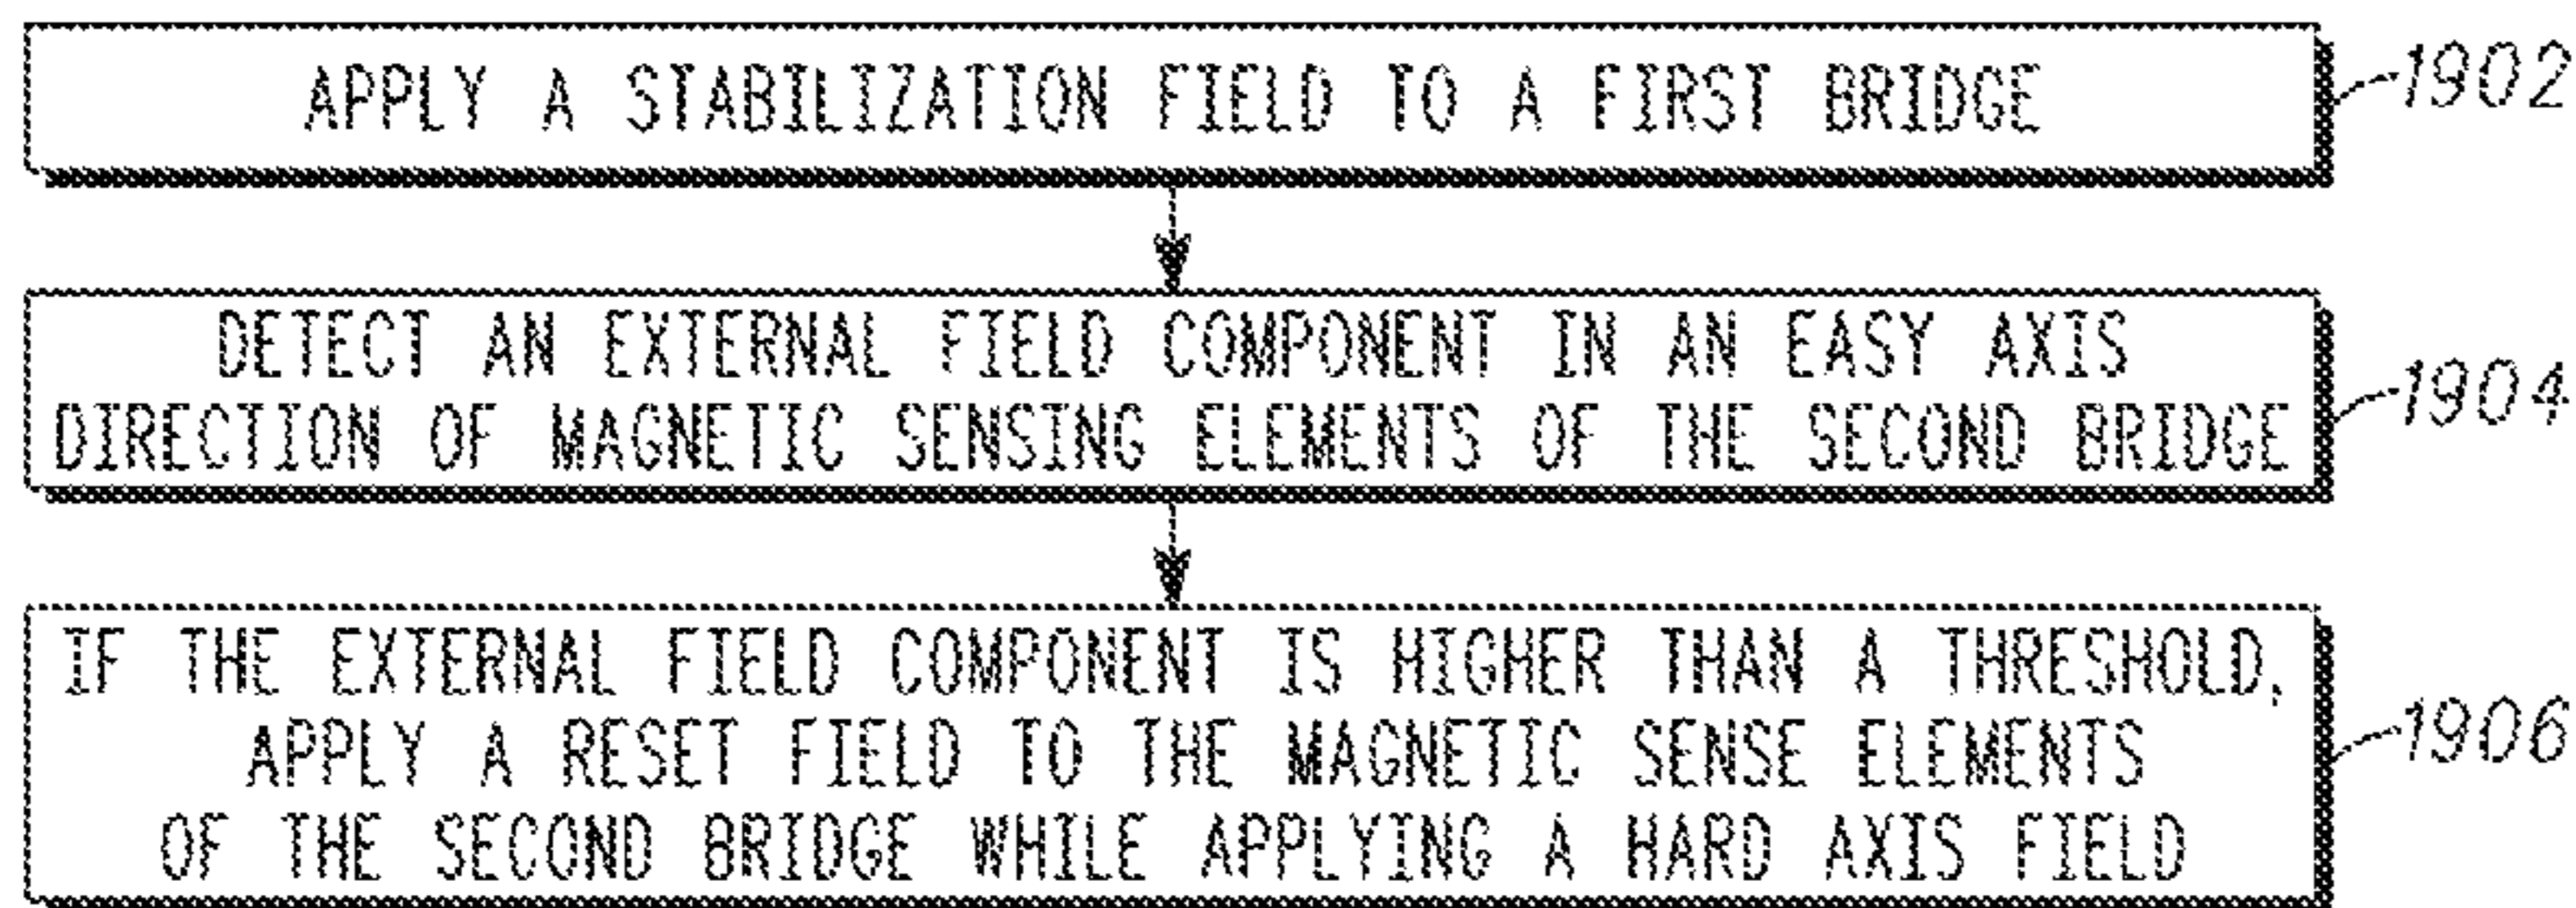 APPLY A STABILIZATION FIELD TO A FIRST BRIDGE
1902
DETECT AN EXTERNAL FIELD COMPONENT IN AN EASY AXIS
DIRECTION OF MAGNETIC SENSING ELEMENTS OF THE SECOND BRIDGE
1904
IF THE EXTERNAL FIELD COMPONENT IS HIGHER THAN A THRESHOLD,
APPLY A RESET FIELD TO THE MAGNETIC SENSE ELEMENTS
OF THE SECOND BRIDGE WHILE APPLYING A HARD AXIS FIELD
1906